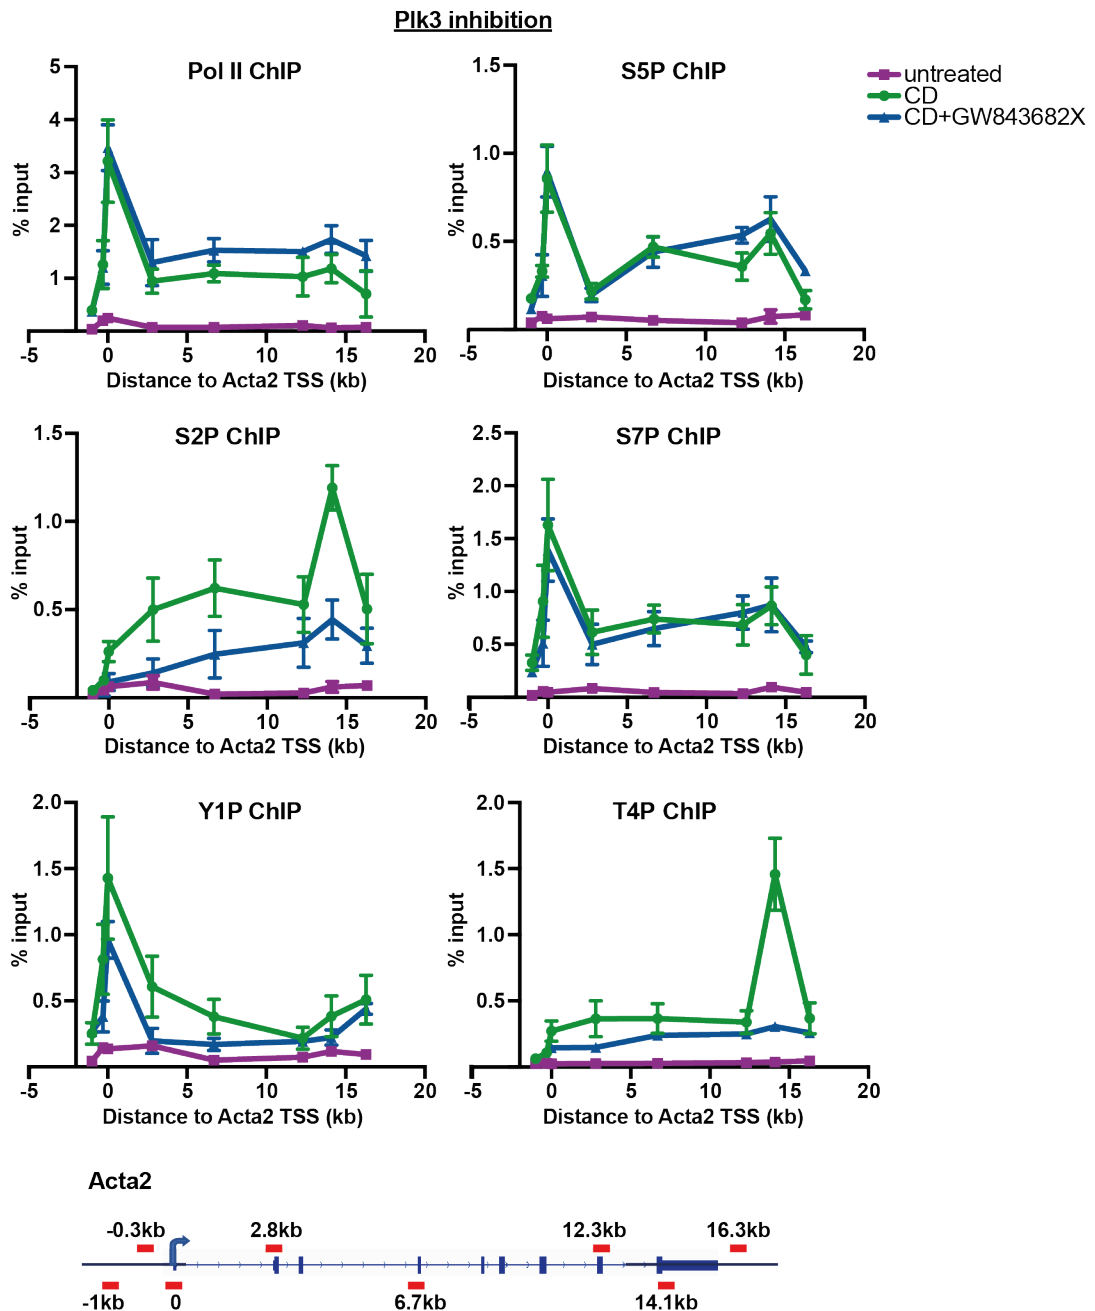 Plk3 inhibition
Pol II ChIP
5
4
3
2
1
% input
-5 0 5 10 15 20
Distance to Acta2 TSS (kb)
S5P ChIP
1.5
1.0
0.5
% input
-5 0 5 10 15 20
Distance to Acta2 TSS (kb)
untreated
CD
CD+GW843682X
S2P ChIP
1.5
1.0
0.5
% input
-5 0 5 10 15 20
Distance to Acta2 TSS (kb)
S7P ChIP
2.5
2.0
1.5
1.0
0.5
% input
-5 0 5 10 15 20
Distance to Acta2 TSS (kb)
Y1P ChIP
2.0
1.5
1.0
0.5
% input
-5 0 5 10 15 20
Distance to Acta2 TSS (kb)
T4P ChIP
2.0
1.5
1.0
0.5
% input
-5 0 5 10 15 20
Distance to Acta2 TSS (kb)
Acta2
-0.3kb 2.8kb 12.3kb 16.3kb
-1kb 0 6.7kb 14.1kb